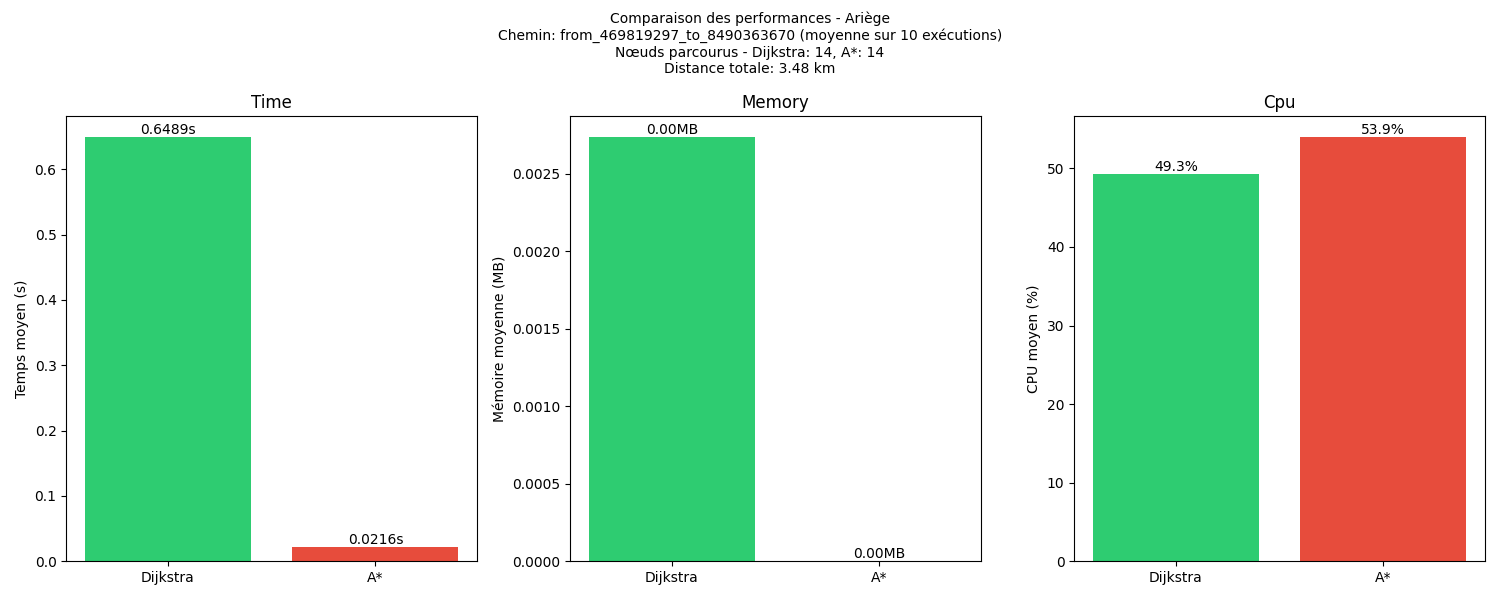 Comparaison des performances - Ariège
Chemin: from_469819297_to_8490363670 (moyenne sur 10 exécutions)
Nœuds parcourus - Dijkstra: 14, A*: 14
Distance totale: 3.48 km
Time
Temps moyen (s)
0.6
0.5
0.4
0.3
0.2
0.1
0.0
0.6489s
0.0216s
Dijkstra
A*
Memory
Mémoire moyenne (MB)
0.0025
0.0020
0.0015
0.0010
0.0005
0.0000
0.00MB
0.00MB
Dijkstra
A*
Cpu
CPU moyen (%)
50
40
30
20
10
0
49.3%
53.9%
Dijkstra
A*